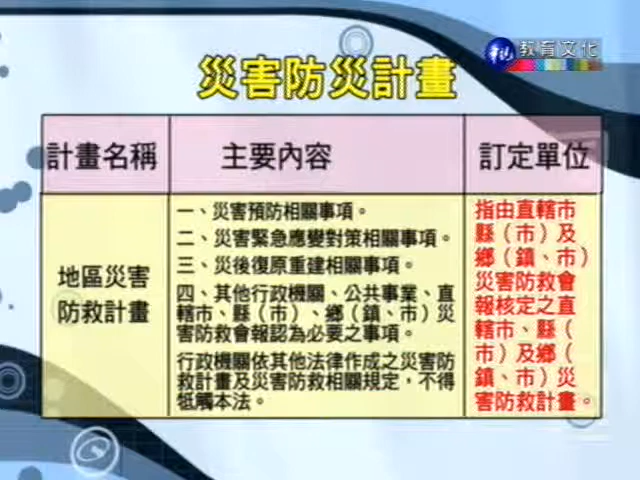 華視 教育文化
災害防災計畫
計畫名稱
主要內容
訂定單位
地區災害
防救計畫
一、災害預防相關事項。
二、災害緊急應變對策相關事項。
三、災後復原重建相關事項。
四、其他行政機關、公共事業、直
轄市、縣（市）、鄉（鎮、市）災
害防救會報認為必要之事項。
行政機關依其他法律作成之災害防
救計畫及災害防救相關規定，不得
牴觸本法。
指由直轄市
縣（市）及
鄉（鎮、市）
災害防救會
報核定之直
轄市、縣（
市）及鄉（
鎮、市）災
害防救計畫。